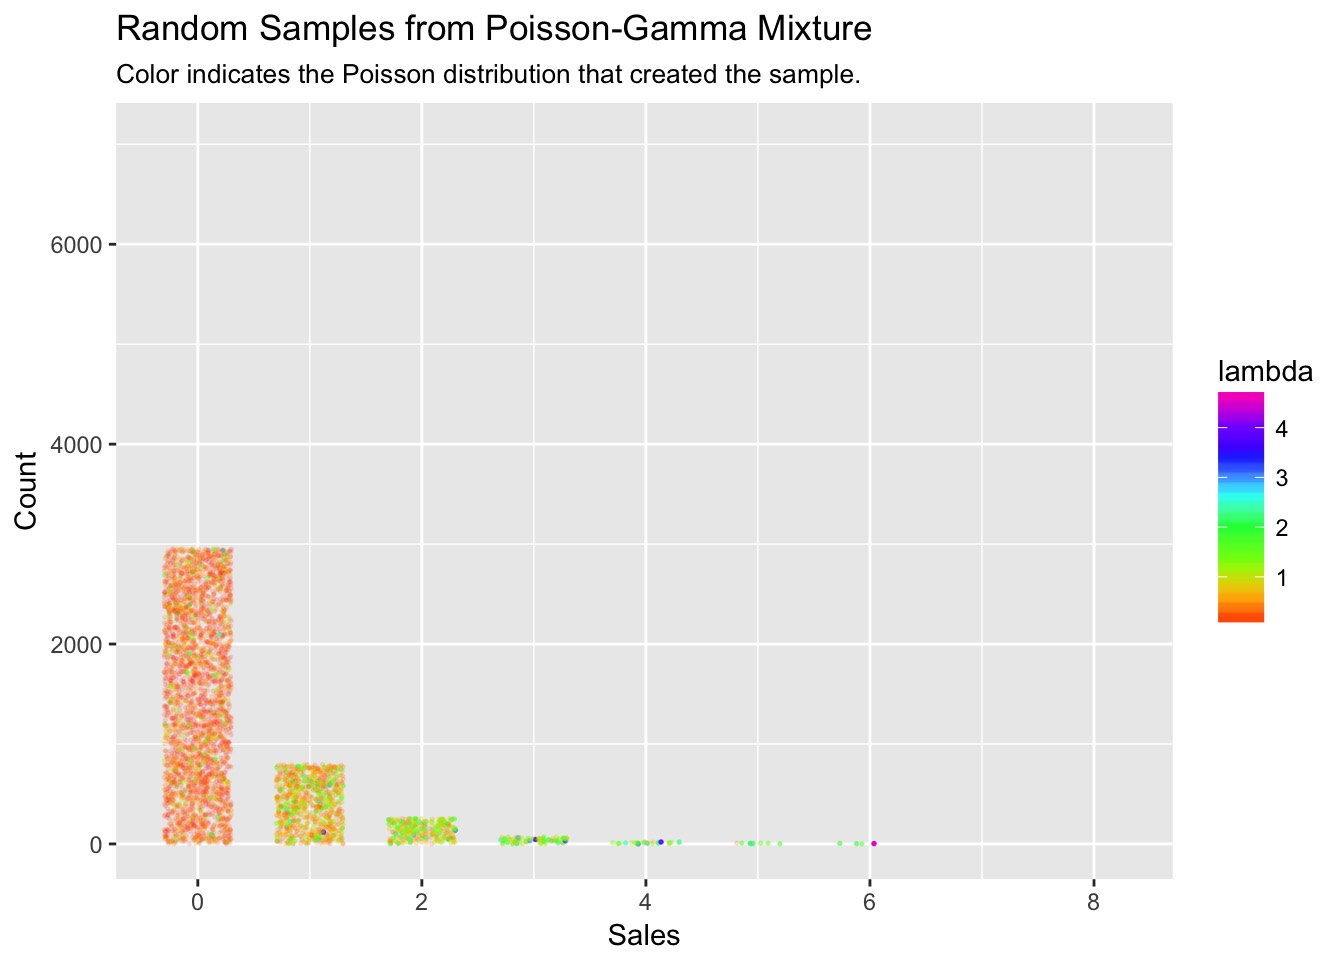 Random Samples from Poisson-Gamma Mixture
Color indicates the Poisson distribution that created the sample.
Count
6000
4000
2000
0
0 2 4 6 8
Sales
lambda
4
3
2
1